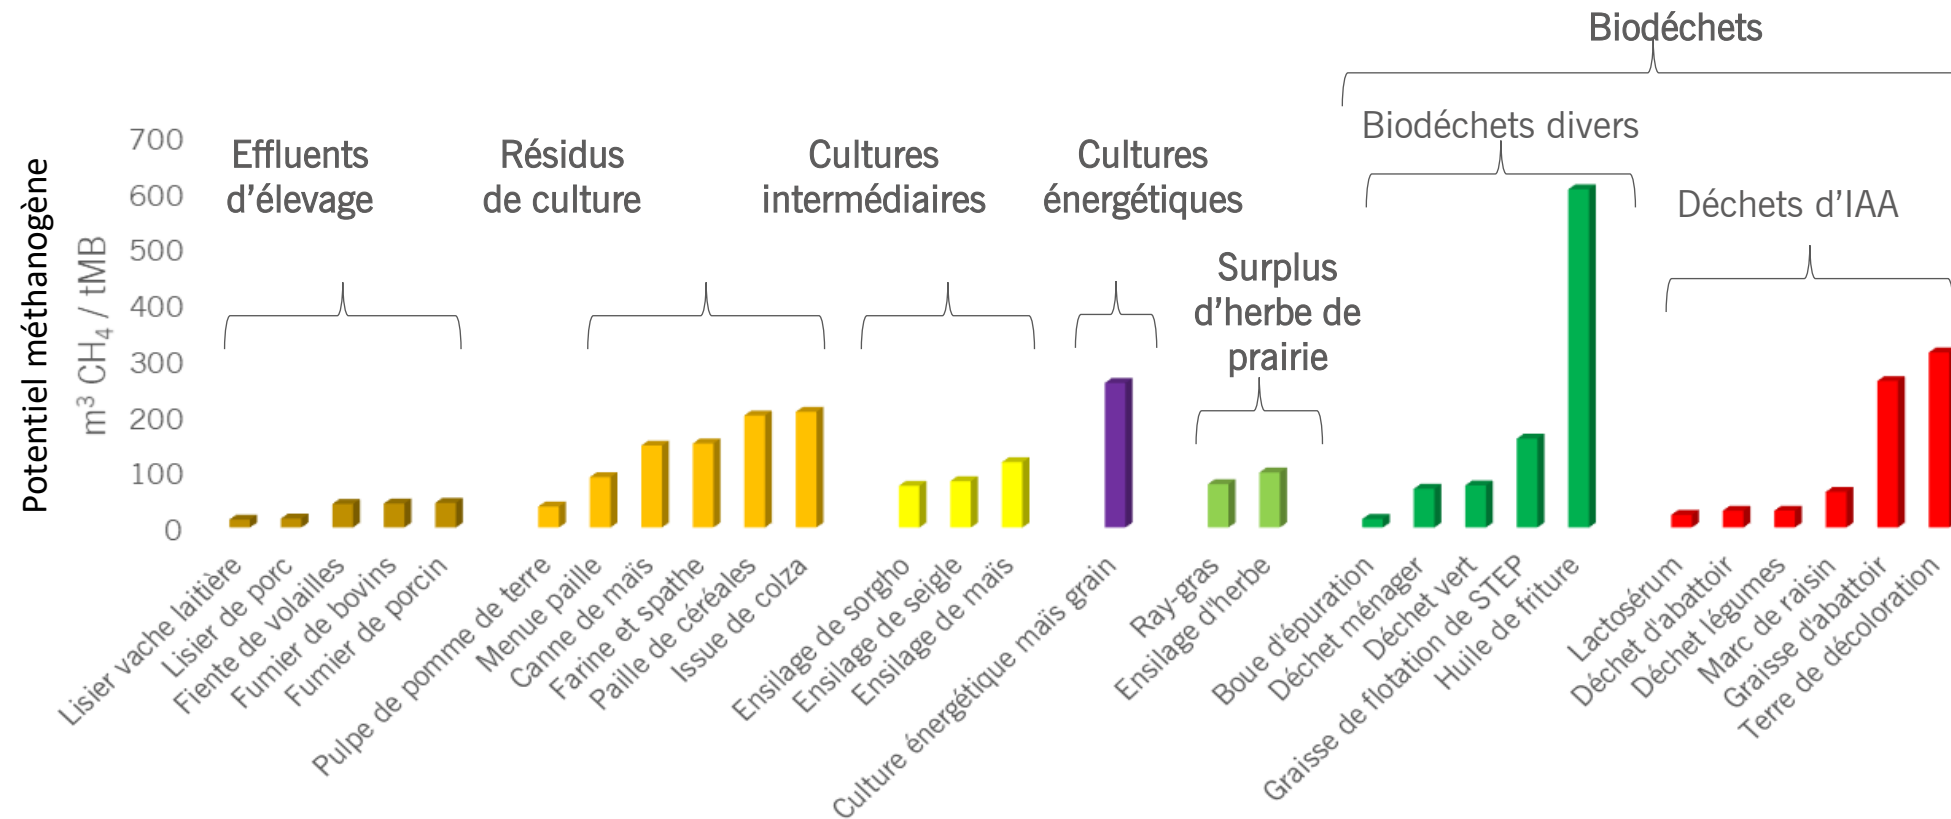 Biodéchets
Biodéchets divers
Déchets d'IAA
Effluents
d'élevage
Résidus
de culture
Cultures
intermédiaires
Cultures
énergétiques
Surplus
d'herbe de
prairie
Potentiel méthanogène
m³ CH₄ / tMB
700
600
500
400
300
200
100
0
Lisier vache laitière
Lisier de porc
Fiente de volailles
Fumier de bovins
Fumier de porcin
Pulpe de pomme de terre
Menue paille
Canne de maïs
Farine et spathe
Paille de céréales
Issue de colza
Ensilage de sorgho
Ensilage de seigle
Ensilage de maïs
Culture énergétique maïs grain
Ray-gras
Ensilage d'herbe
Boue d'épuration
Déchet ménager
Déchet vert
Graisse de flotation de STEP
Huile de friture
Lactosérum
Déchet d'abattoir
Déchet légumes
Marc de raisin
Graisse d'abattoir
Terre de décoloration